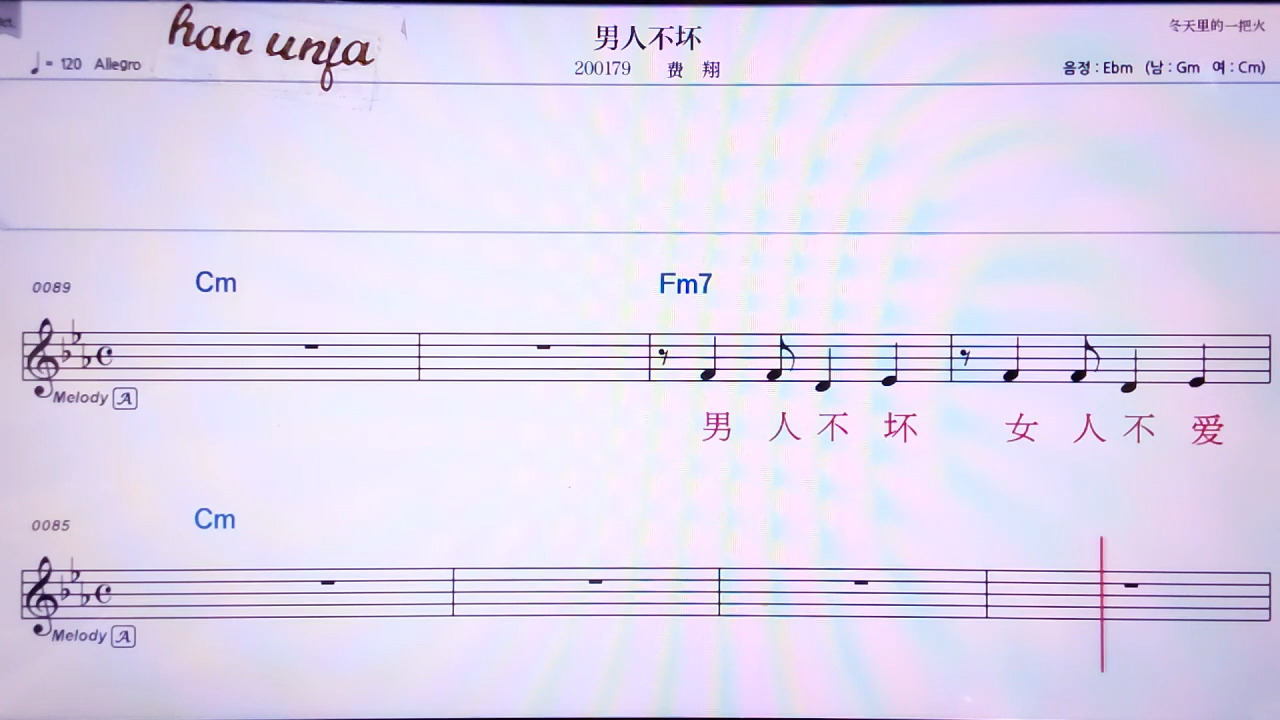 han unfa
男人不坏
冬天里的一把火
♩= 120 Allegro
200179 费 翔
음정 : Ebm (남 : Gm 여 : Cm)
0089 Cm Fm7
Melody A
男 人 不 坏 女 人 不 爱
0085 Cm
Melody A